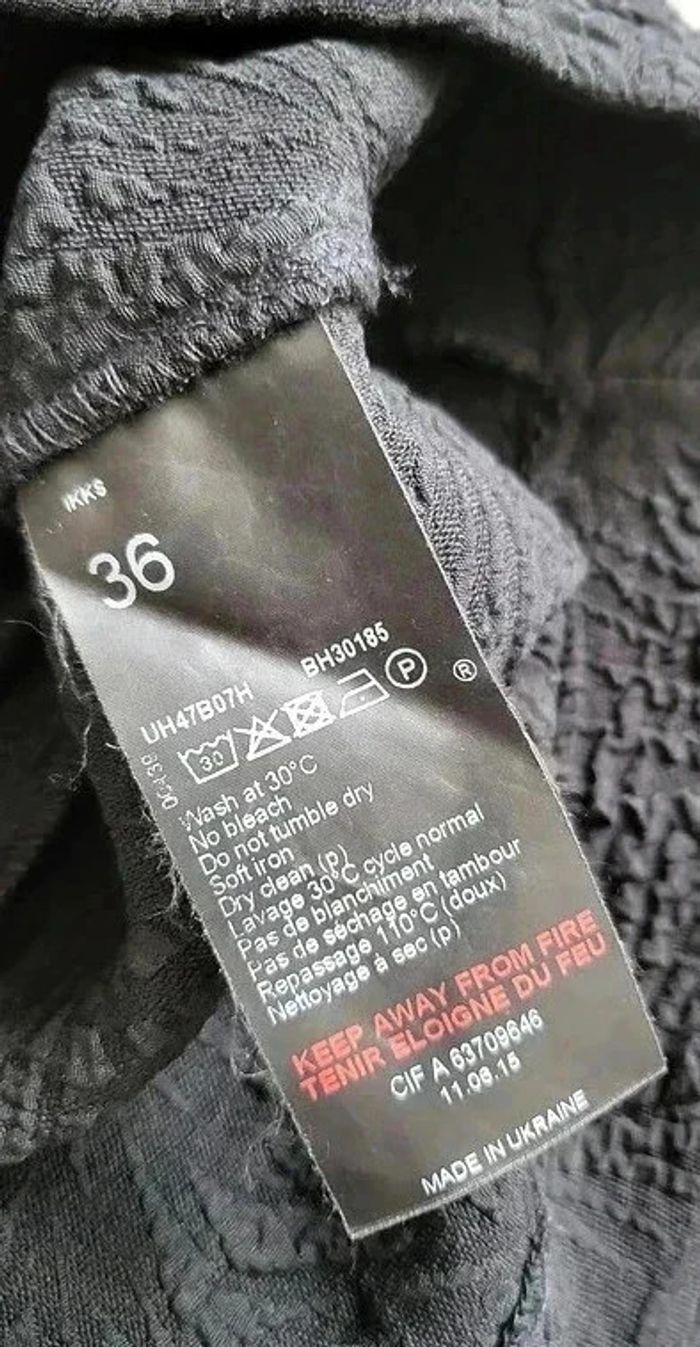 IKKS
36
UH47B07H BH30185
30 P ®
Wash at 30°C
No bleach
Do not tumble dry
Soft iron
Dry clean (p)
Lavage 30°C cycle normal
Pas de blanchiment
Pas de séchage en tambour
Repassage 110°C (doux)
Nettoyage à sec (p)
KEEP AWAY FROM FIRE
TENIR ELOIGNE DU FEU
CIF A 63709646
11.06.15
MADE IN UKRAINE